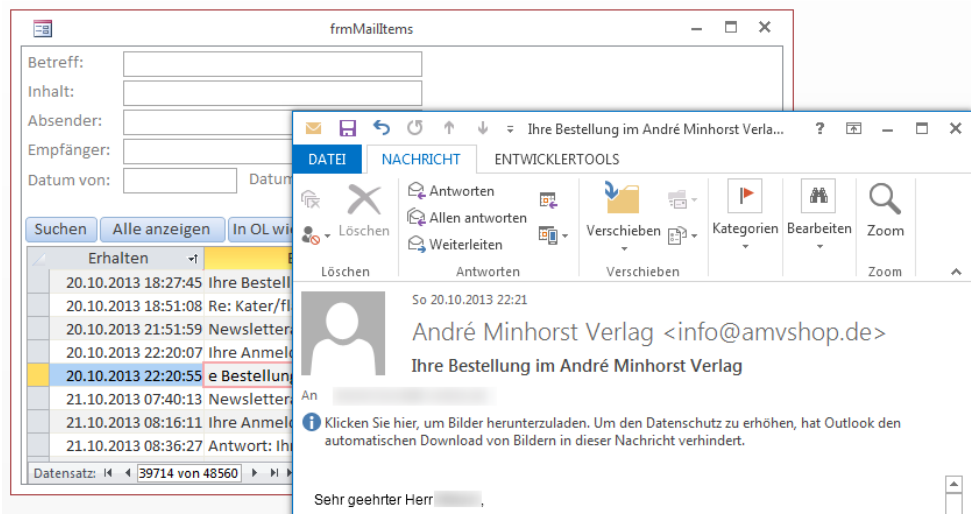 frmMailItems
Betreff:
Inhalt:
Absender:
Empfänger:
Datum von:
Datum
Suchen
Alle anzeigen
In OL wi
Erhalten
20.10.2013 18:27:45 Ihre Bestell
20.10.2013 18:51:08 Re: Kater/fl
20.10.2013 21:51:59 Newslettera
20.10.2013 22:20:07 Ihre Anmeld
20.10.2013 22:20:55 e Bestellung
21.10.2013 07:40:13 Newslettera
21.10.2013 08:16:11 Ihre Anmeld
21.10.2013 08:36:27 Antwort: Ih
Datensatz: 39714 von 48560
Ihre Bestellung im André Minhorst Verla...
DATEI NACHRICHT ENTWICKLERTOOLS
Löschen
Antworten
Allen antworten
Weiterleiten
Verschieben
Kategorien
Bearbeiten
Zoom
Löschen Antworten Verschieben Zoom
So 20.10.2013 22:21
André Minhorst Verlag <info@amvshop.de>
Ihre Bestellung im André Minhorst Verlag
An
Klicken Sie hier, um Bilder herunterzuladen. Um den Datenschutz zu erhöhen, hat Outlook den
automatischen Download von Bildern in dieser Nachricht verhindert.
Sehr geehrter Herr ,